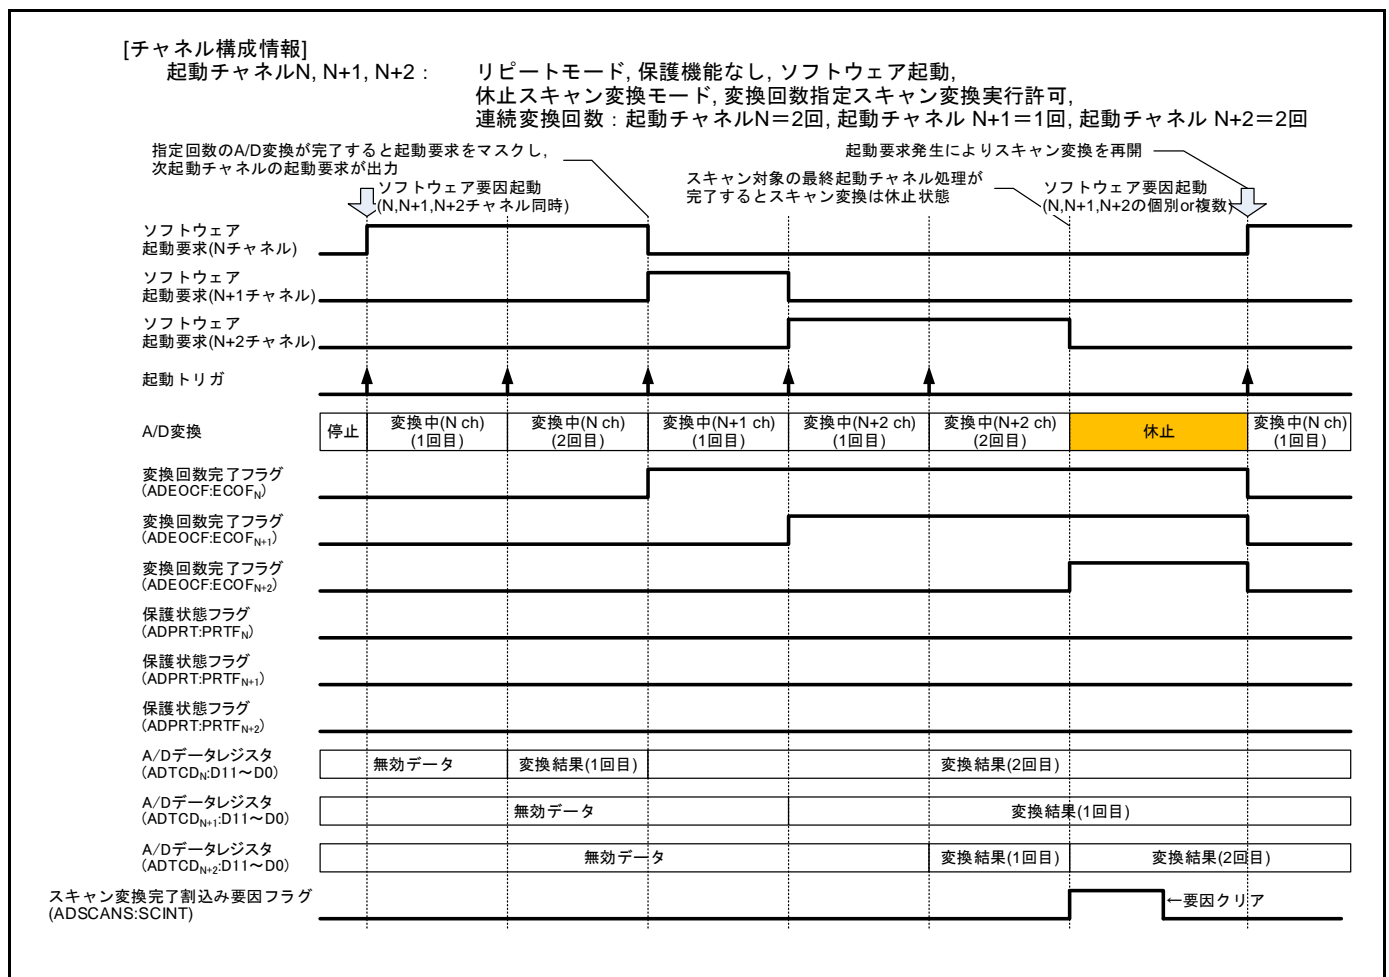 [チャネル構成情報]
起動チャネルN, N+1, N+2： リピートモード, 保護機能なし, ソフトウェア起動,
休止スキャン変換モード, 変換回数指定スキャン変換実行許可,
連続変換回数：起動チャネルN＝2回, 起動チャネル N+1＝1回, 起動チャネル N+2＝2回
指定回数のA/D変換が完了すると起動要求をマスクし,
次起動チャネルの起動要求が出力
起動要求発生によりスキャン変換を再開
スキャン対象の最終起動チャネル処理が
完了するとスキャン変換は休止状態
ソフトウェア要因起動
(N,N+1,N+2チャネル同時)
ソフトウェア要因起動
(N,N+1,N+2の個別or複数)
ソフトウェア
起動要求(Nチャネル)
ソフトウェア
起動要求(N+1チャネル)
ソフトウェア
起動要求(N+2チャネル)
起動トリガ
A/D変換
停止
変換中(N ch)
(1回目)
変換中(N ch)
(2回目)
変換中(N+1 ch)
(1回目)
変換中(N+2 ch)
(1回目)
変換中(N+2 ch)
(2回目)
休止
変換中(N ch)
(1回目)
変換回数完了フラグ
(ADEOCF:ECOFN)
変換回数完了フラグ
(ADEOCF:ECOFN+1)
変換回数完了フラグ
(ADEOCF:ECOFN+2)
保護状態フラグ
(ADPRT:PRTFN)
保護状態フラグ
(ADPRT:PRTFN+1)
保護状態フラグ
(ADPRT:PRTFN+2)
A/Dデータレジスタ
(ADTCDN:D11～D0)
無効データ
変換結果(1回目)
変換結果(2回目)
A/Dデータレジスタ
(ADTCDN+1:D11～D0)
無効データ
変換結果(1回目)
A/Dデータレジスタ
(ADTCDN+2:D11～D0)
無効データ
変換結果(1回目)
変換結果(2回目)
スキャン変換完了割込み要因フラグ
(ADSCANS:SCINT)
←要因クリア